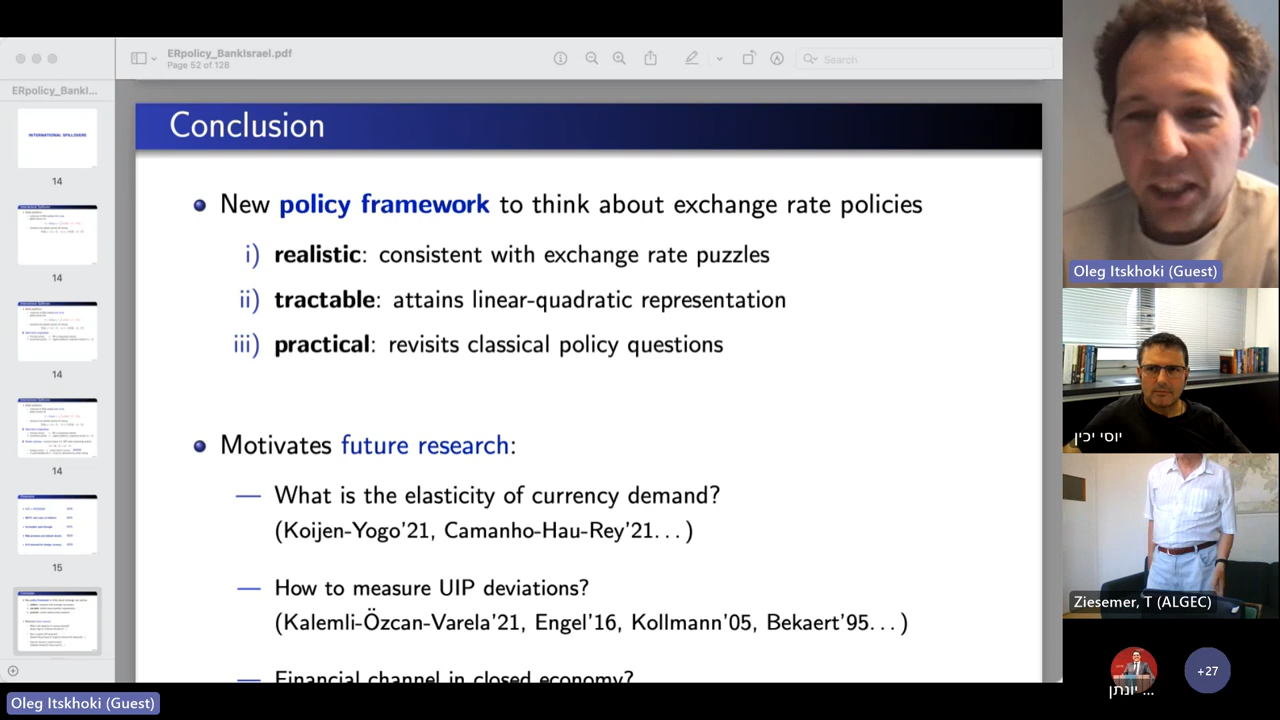 ERpolicy_BankIsrael.pdf
Page 52 of 128
Search
ERpolicy_BankI...
INTERNATIONAL SPILLOVERS
14
14
14
14
15
Conclusion
New policy framework to think about exchange rate policies
i) realistic: consistent with exchange rate puzzles
ii) tractable: attains linear-quadratic representation
iii) practical: revisits classical policy questions
Motivates future research:
— What is the elasticity of currency demand?
(Koijen-Yogo'21, Camanho-Hau-Rey'21...)
— How to measure UIP deviations?
(Kalemli-Özcan-Varela'21, Engel'16, Kollmann'05, Bekaert'95...)
— Financial channel in closed economy?
Oleg Itskhoki (Guest)
יוסי יכין
Ziesemer, T (ALGEC)
יונתן ...
+27
Oleg Itskhoki (Guest)